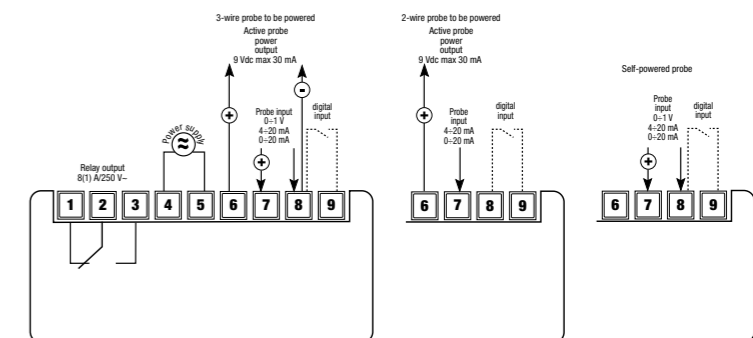 3-wire probe to be powered
Active probe
power
output
9 Vdc max 30 mA
+
-
Probe input
0÷1 V
4÷20 mA
0÷20 mA
+
digital
input
Power supply
≈
Relay output
8(1) A/250 V~
1 2 3 4 5 6 7 8 9
2-wire probe to be powered
Active probe
power
output
9 Vdc max 30 mA
+
Probe
input
4÷20 mA
0÷20 mA
digital
input
6 7 8 9
Self-powered probe
Probe
input
0÷1 V
4÷20 mA
0÷20 mA
+
digital
input
6 7 8 9